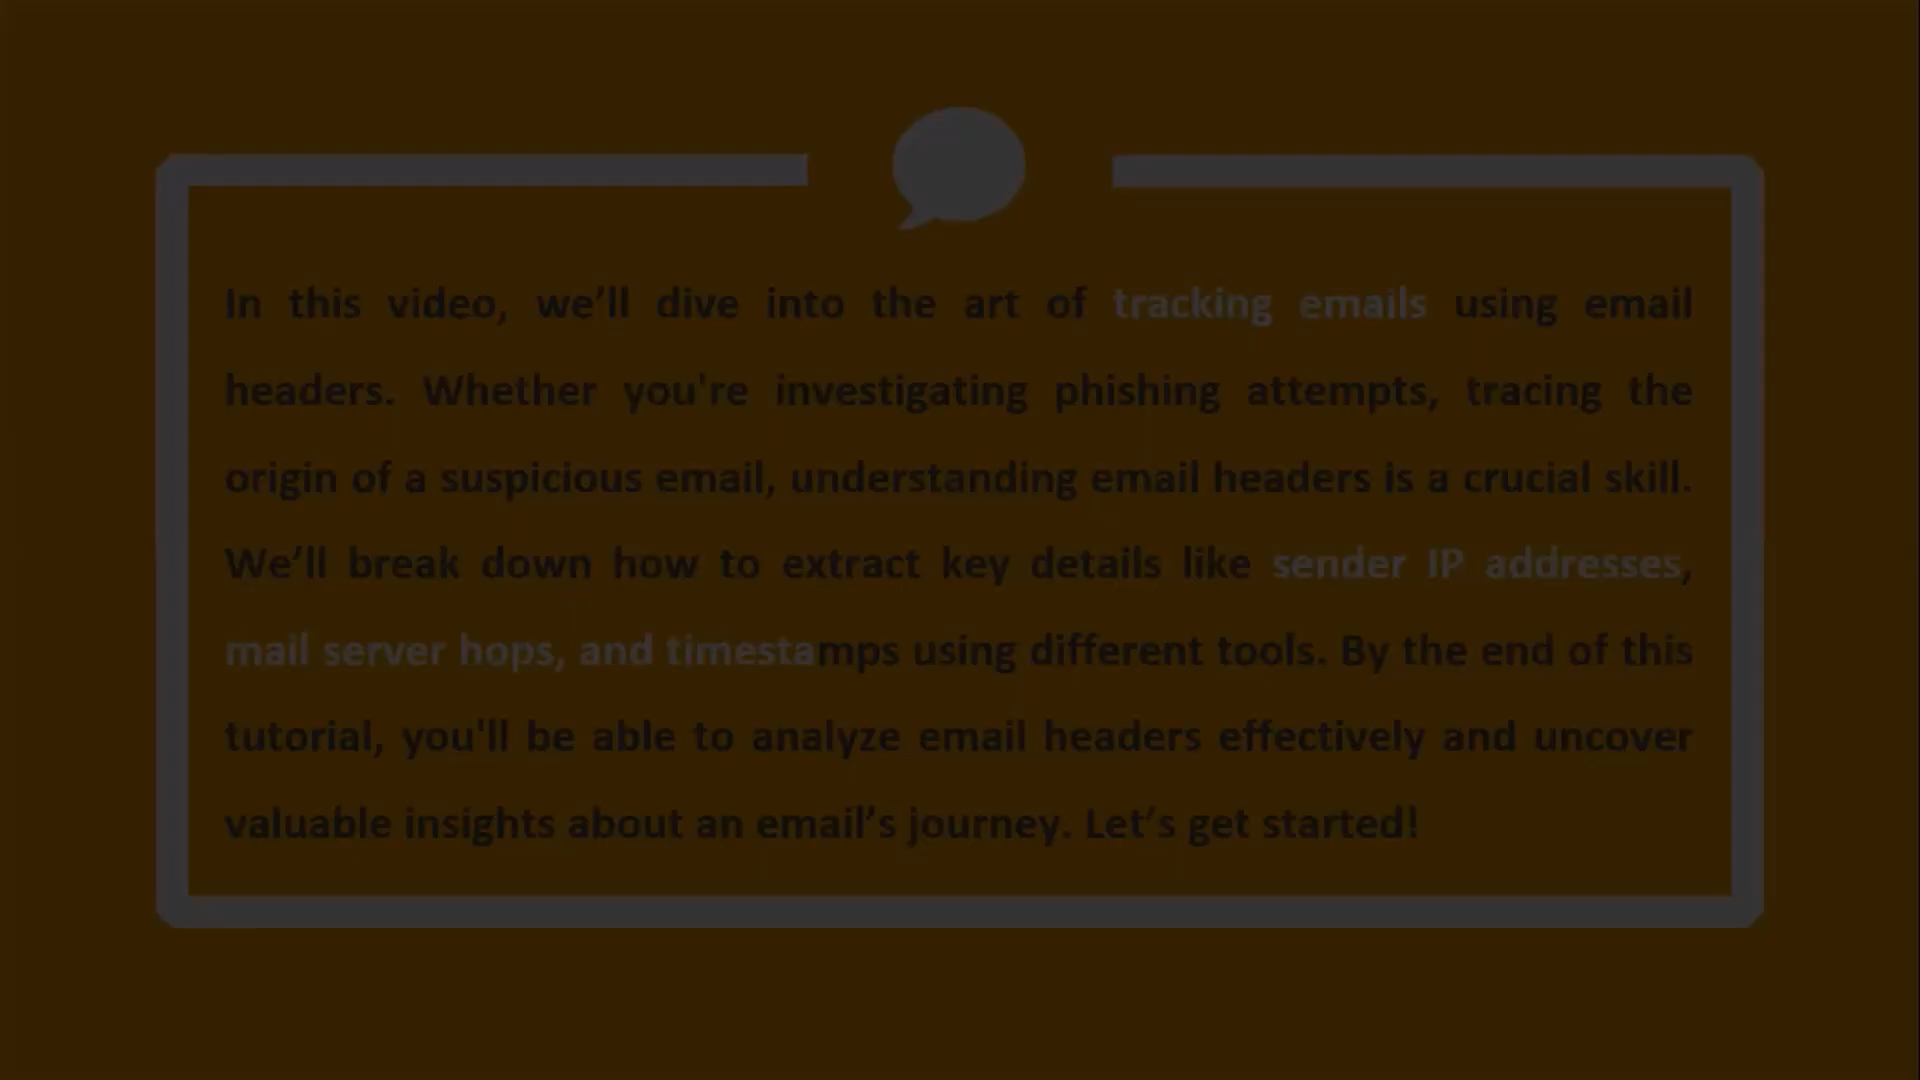 In this video, we’ll dive into the art of tracking emails using email
headers. Whether you're investigating phishing attempts, tracing the
origin of a suspicious email, understanding email headers is a crucial skill.
We’ll break down how to extract key details like sender IP addresses,
mail server hops, and timestamps using different tools. By the end of this
tutorial, you'll be able to analyze email headers effectively and uncover
valuable insights about an email’s journey. Let’s get started!